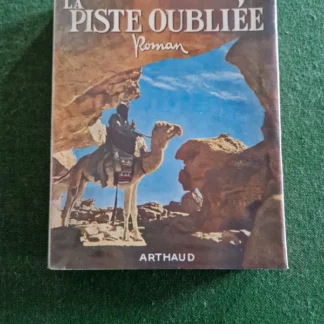 LA
PISTE OUBLIÉE
Roman
ARTHAUD